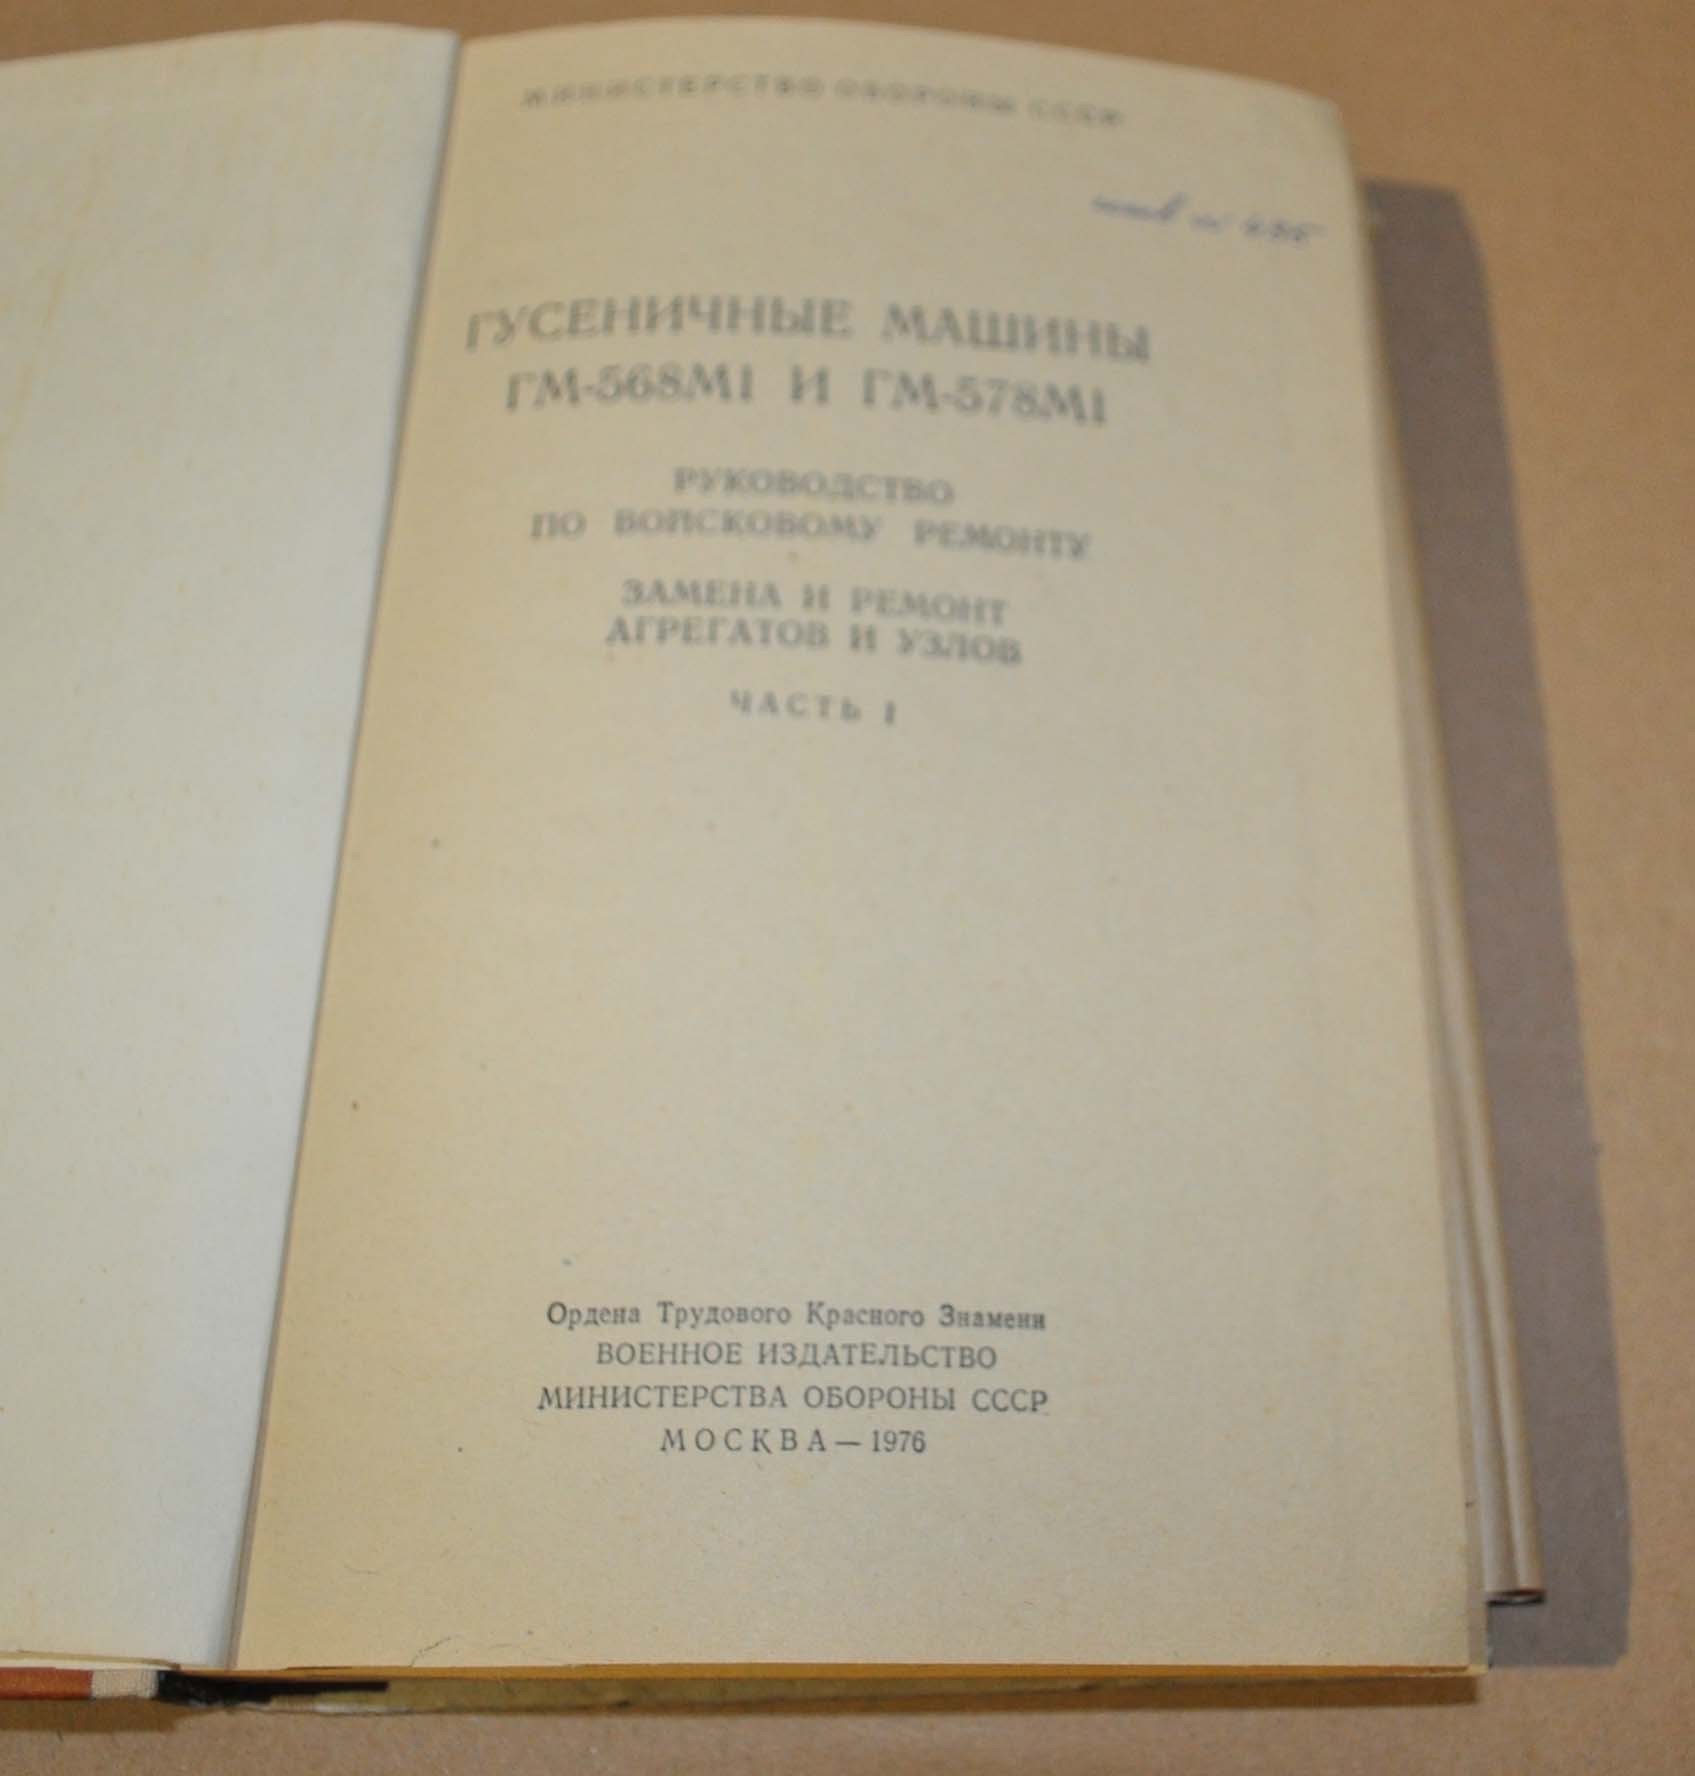 МИНИСТЕРСТВО ОБОРОНЫ СССР
ГУСЕНИЧНЫЕ МАШИНЫ
ГМ-568М1 И ГМ-578М1
РУКОВОДСТВО
ПО ВОЙСКОВОМУ РЕМОНТУ
ЗАМЕНА И РЕМОНТ
АГРЕГАТОВ И УЗЛОВ
ЧАСТЬ I
Ордена Трудового Красного Знамени
ВОЕННОЕ ИЗДАТЕЛЬСТВО
МИНИСТЕРСТВА ОБОРОНЫ СССР
МОСКВА — 1976